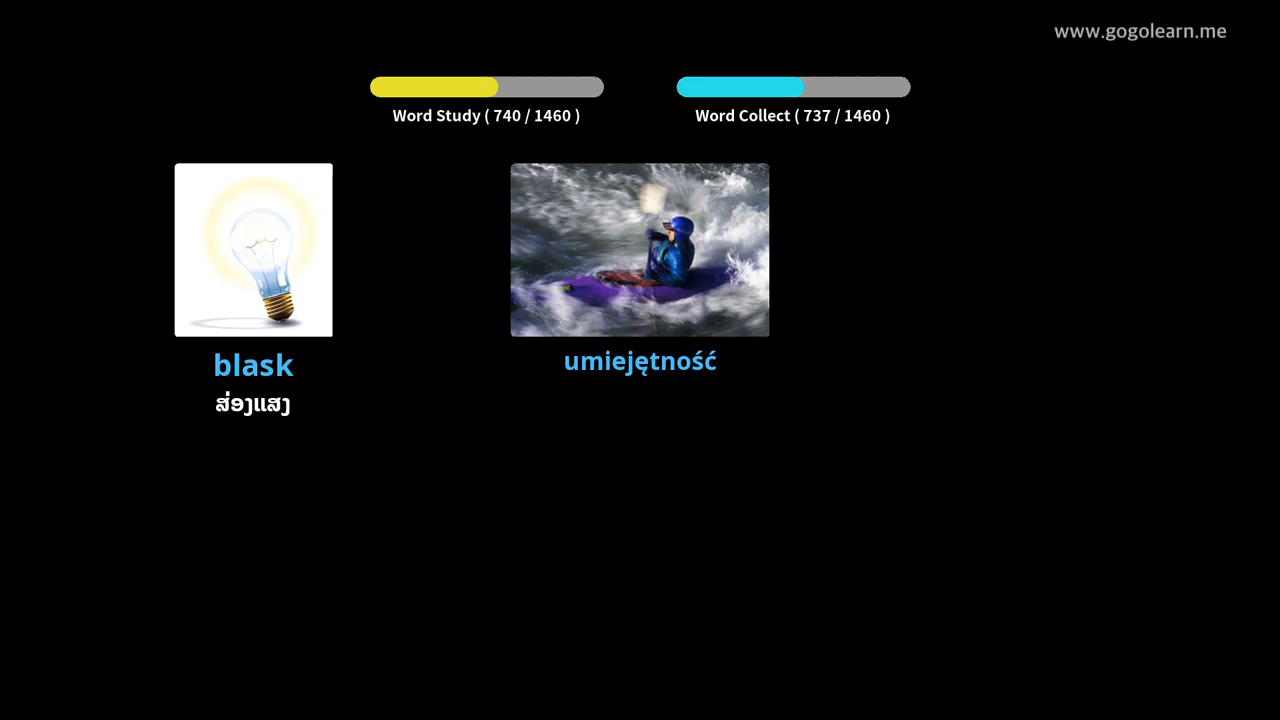 www.gogolearn.me
Word Study ( 740 / 1460 )
Word Collect ( 737 / 1460 )
blask
ສ່ອງແສງ
umiejętność